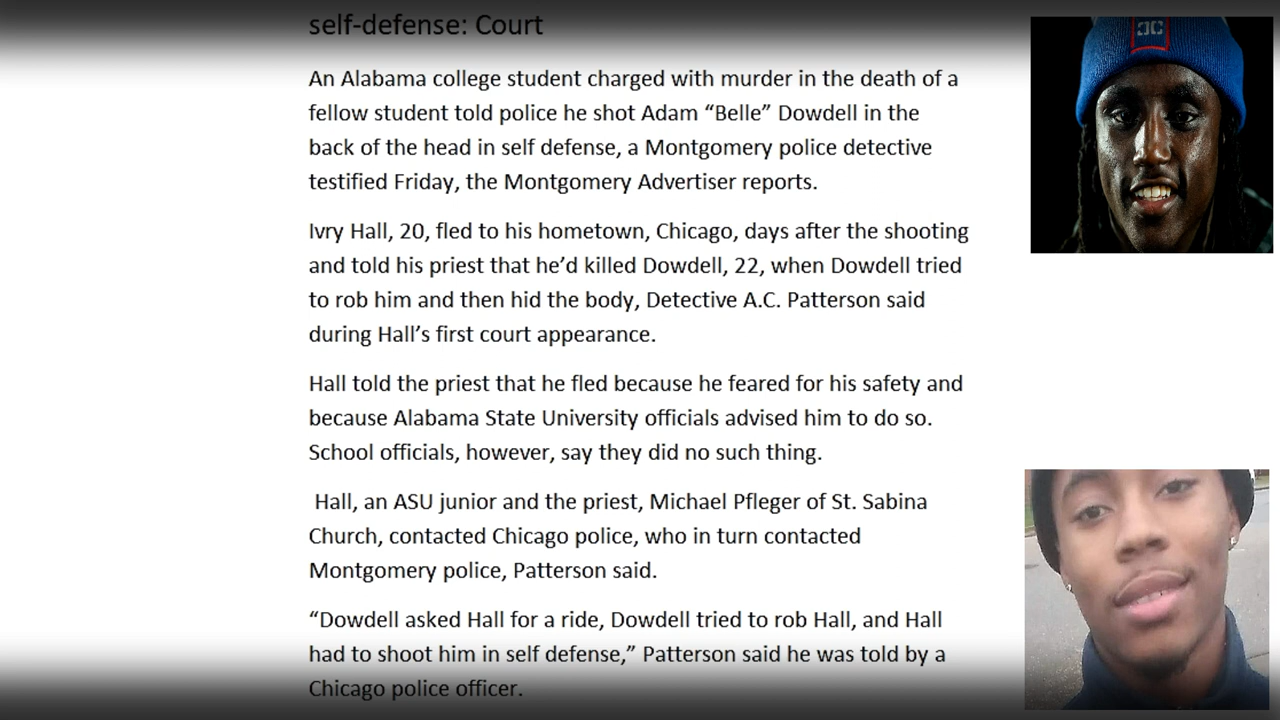 self-defense: Court
An Alabama college student charged with murder in the death of a
fellow student told police he shot Adam “Belle” Dowdell in the
back of the head in self defense, a Montgomery police detective
testified Friday, the Montgomery Advertiser reports.
Ivry Hall, 20, fled to his hometown, Chicago, days after the shooting
and told his priest that he’d killed Dowdell, 22, when Dowdell tried
to rob him and then hid the body, Detective A.C. Patterson said
during Hall’s first court appearance.
Hall told the priest that he fled because he feared for his safety and
because Alabama State University officials advised him to do so.
School officials, however, say they did no such thing.
Hall, an ASU junior and the priest, Michael Pfleger of St. Sabina
Church, contacted Chicago police, who in turn contacted
Montgomery police, Patterson said.
“Dowdell asked Hall for a ride, Dowdell tried to rob Hall, and Hall
had to shoot him in self defense,” Patterson said he was told by a
Chicago police officer.